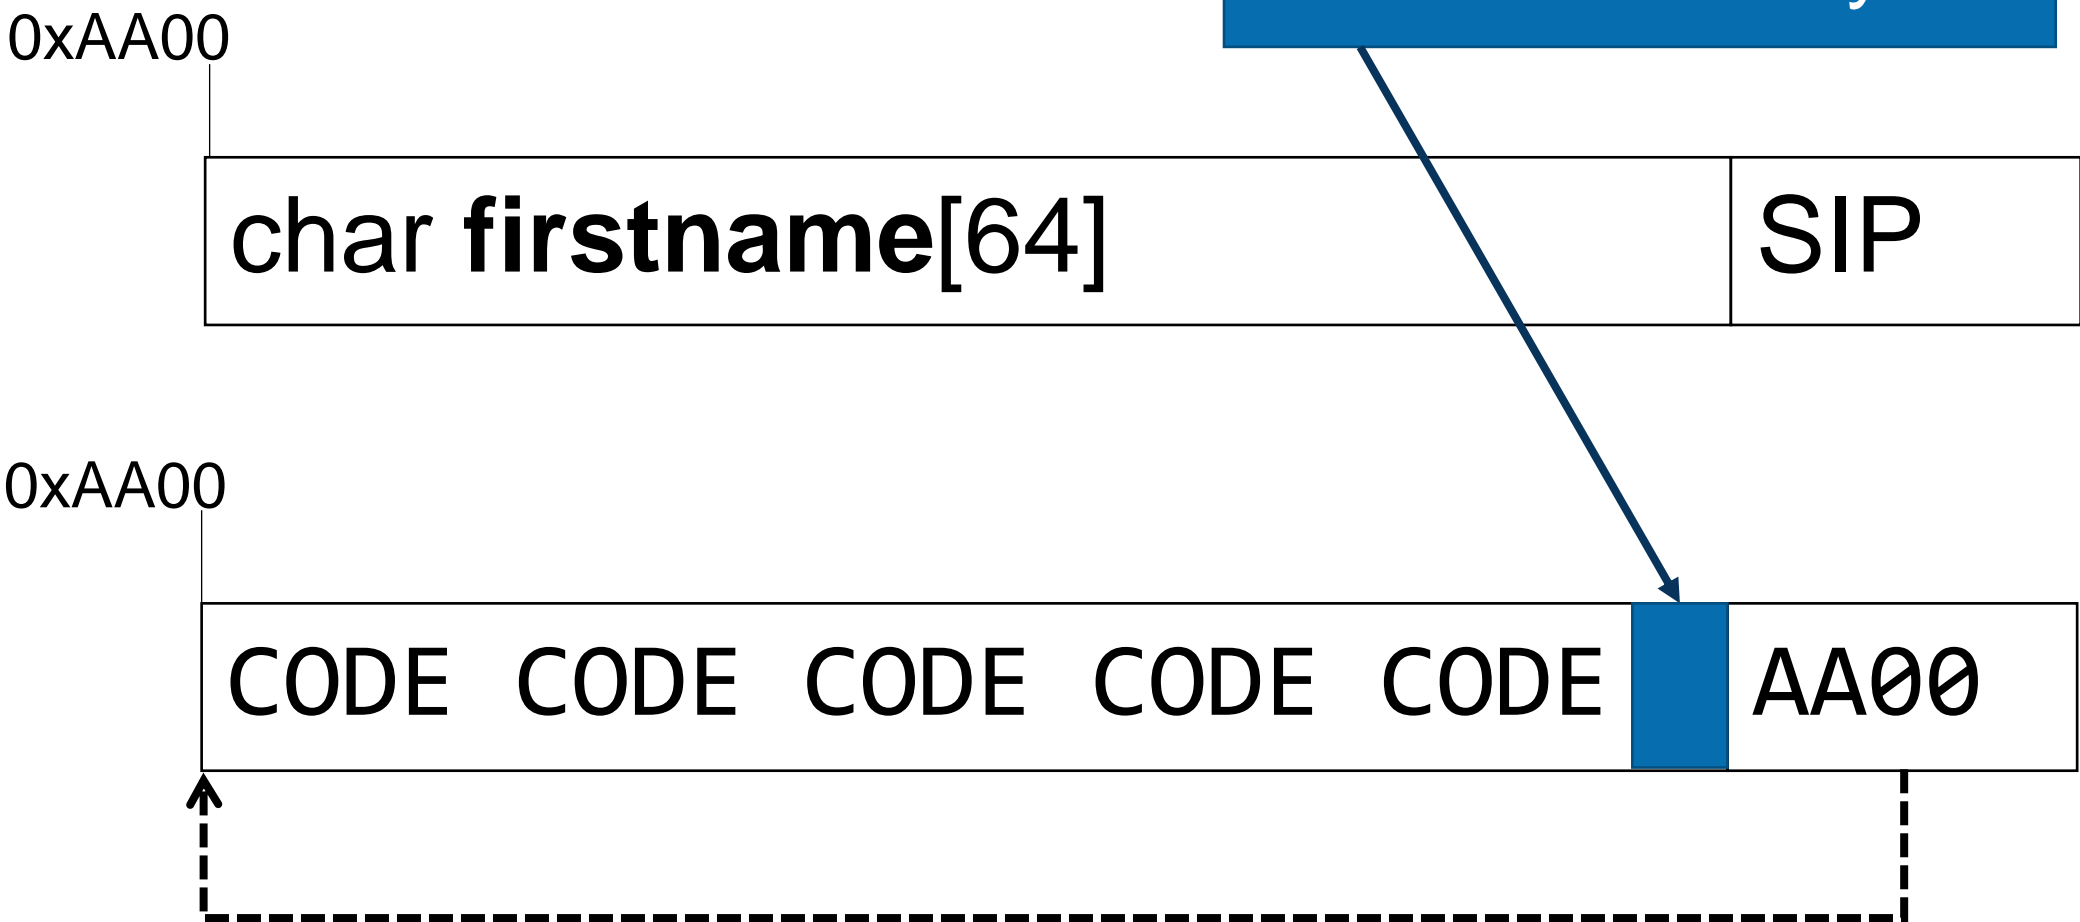 0xAA00
char firstname[64] SIP
0xAA00
CODE CODE CODE CODE CODE AA00